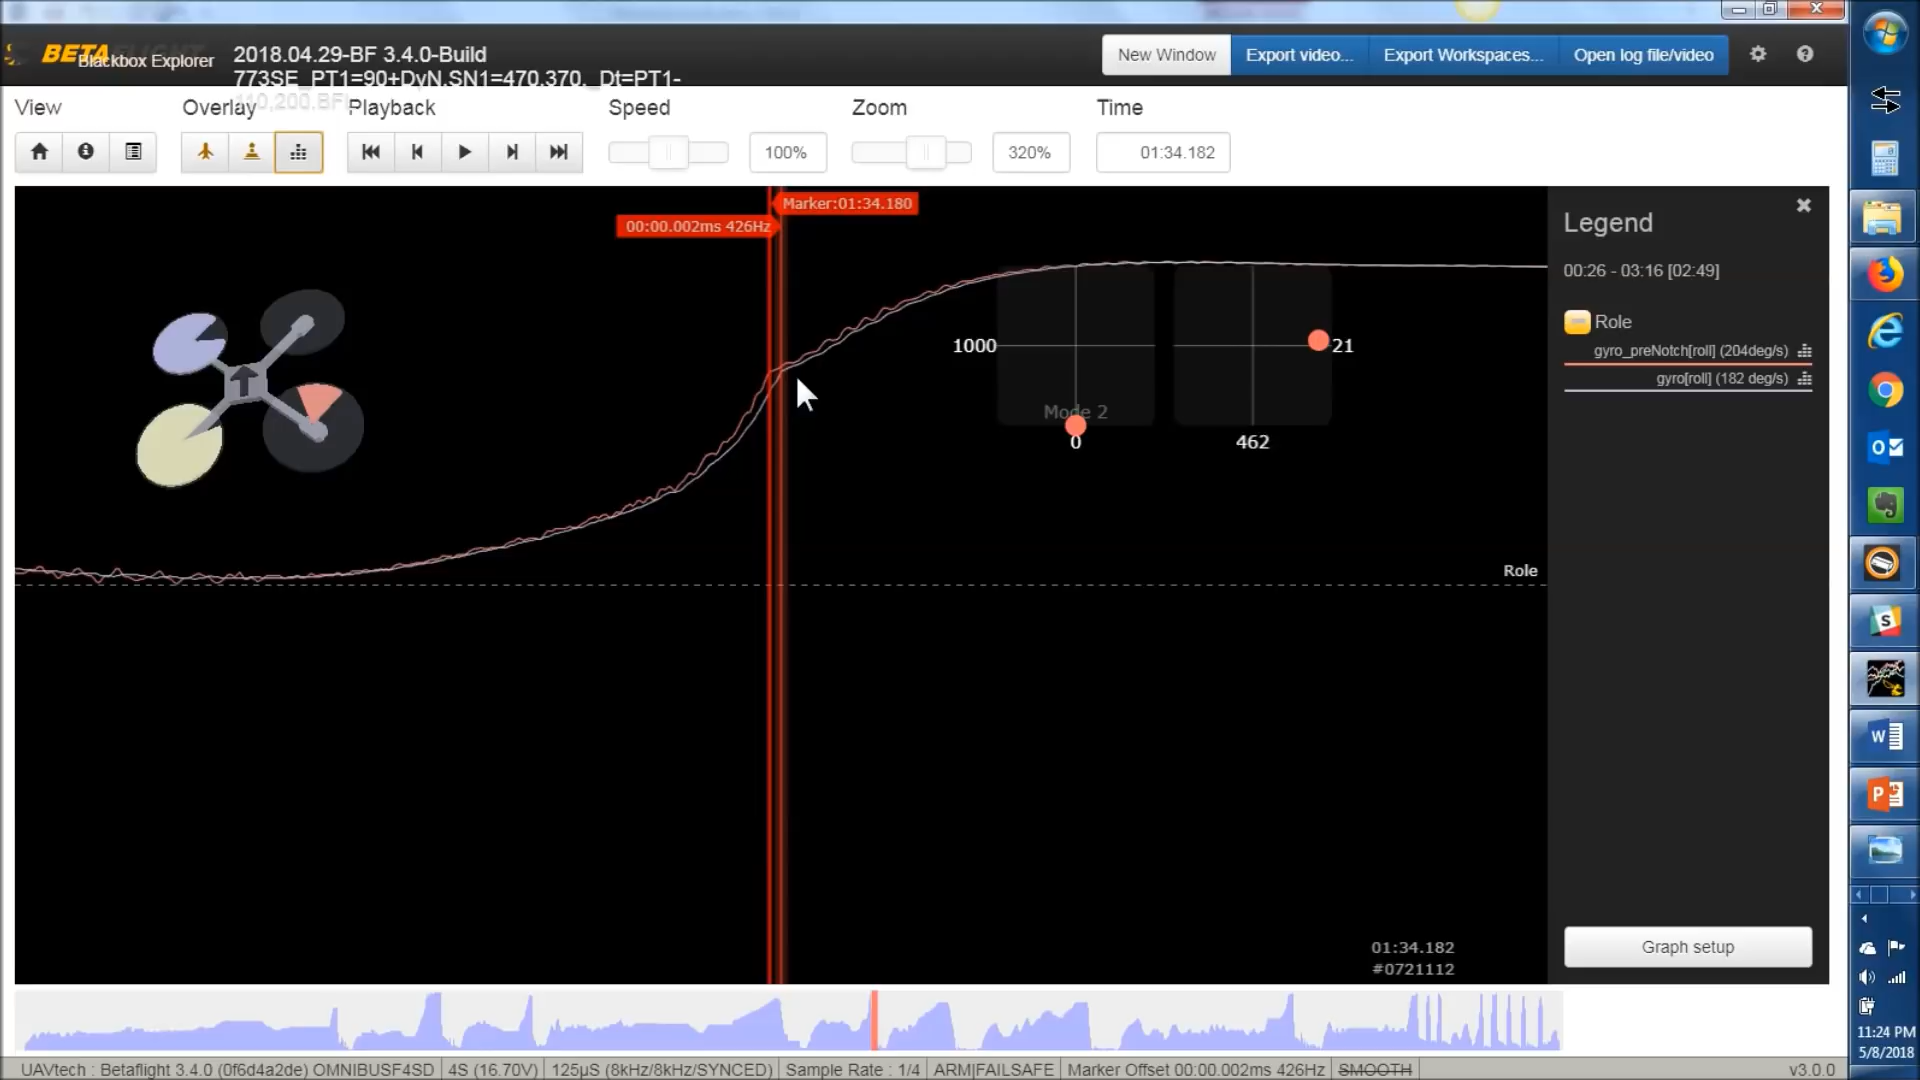 BETAFLIGHT
Blackbox Explorer
2018.04.29-BF 3.4.0-Build
773SE_PT1=90+DyN.SN1=470,370,_Dt=PT1-
110,200.BFL
New Window
Export video...
Export Workspaces...
Open log file/video
View
Overlay
Playback
Speed
Zoom
Time
100%
320%
01:34.182
Marker:01:34.180
00:00.002ms 426Hz
1000
21
Mode 2
0
462
Role
01:34.182
#0721112
Legend
00:26 - 03:16 [02:49]
Role
gyro_preNotch[roll] (204deg/s)
gyro[roll] (182 deg/s)
Graph setup
UAVtech : Betaflight 3.4.0 (0f6d4a2de) OMNIBUSF4SD
4S (16.70V)
125µS (8kHz/8kHz/SYNCED)
Sample Rate : 1/4
ARM|FAILSAFE
Marker Offset 00:00.002ms 426Hz
SMOOTH
v3.0.0
11:24 PM
5/8/2018